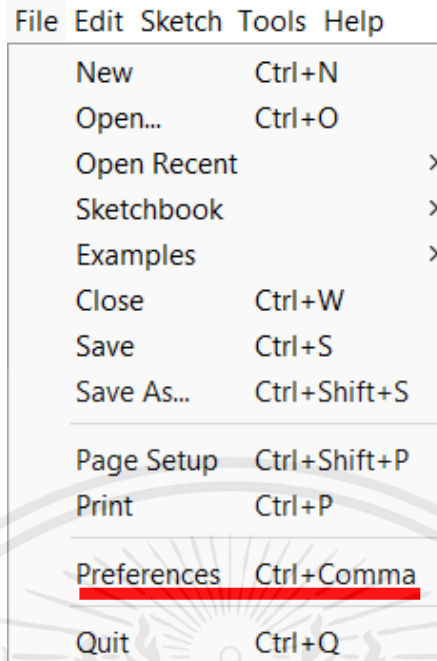 File Edit Sketch Tools Help
New Ctrl+N
Open... Ctrl+O
Open Recent
Sketchbook
Examples
Close Ctrl+W
Save Ctrl+S
Save As... Ctrl+Shift+S
Page Setup Ctrl+Shift+P
Print Ctrl+P
Preferences Ctrl+Comma
Quit Ctrl+Q